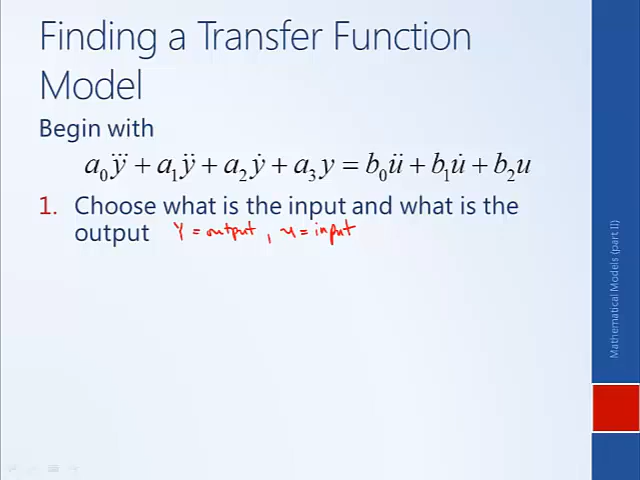 Finding a Transfer Function
Model
Begin with
a₀y⃛ + a₁ÿ + a₂ẏ + a₃y = b₀ü + b₁u̇ + b₂u
1. Choose what is the input and what is the
output y = output, u = input
Mathematical Models (part II)